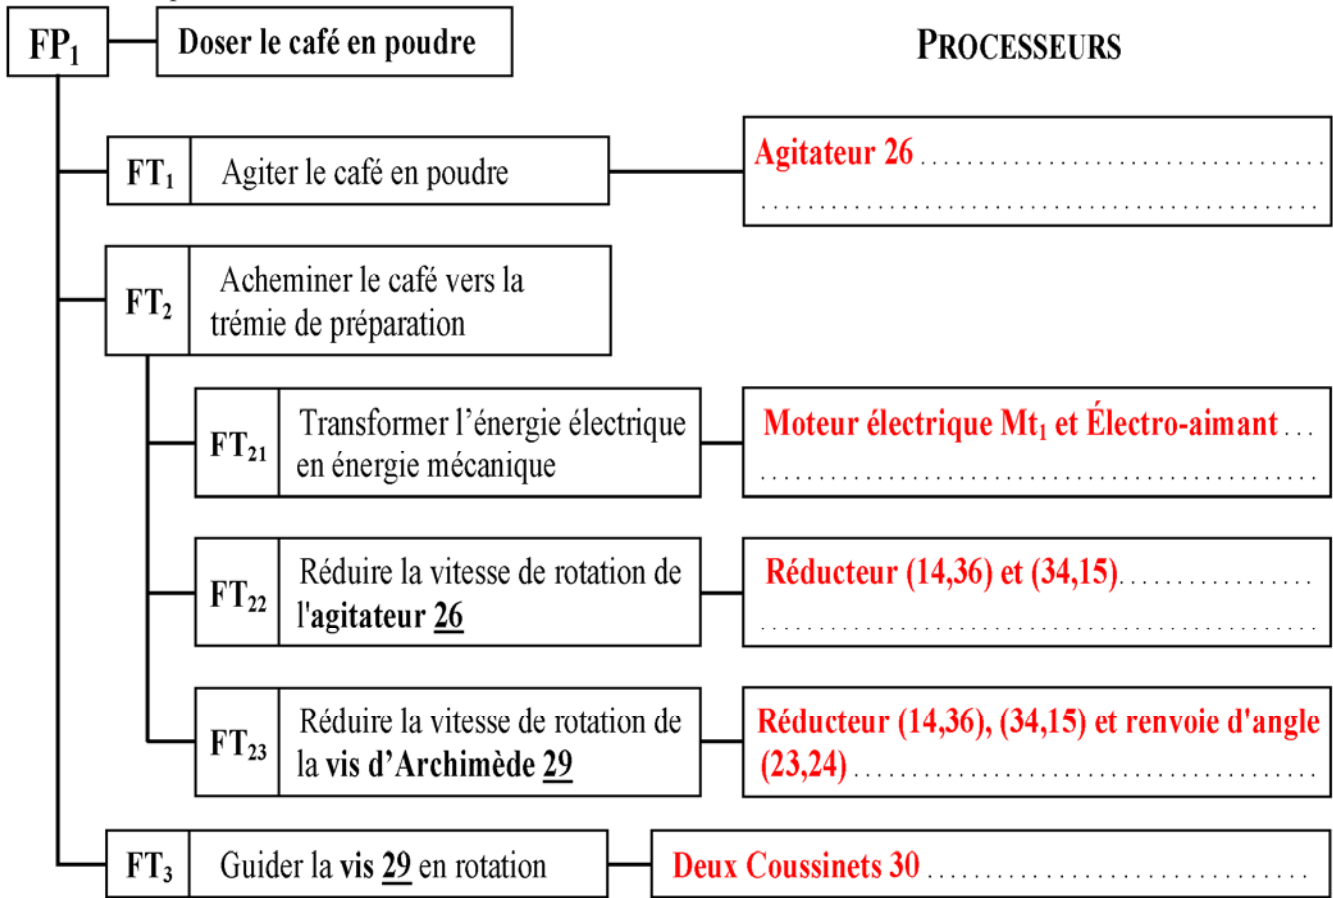 FP1 Doser le café en poudre
PROCESSEURS
FT1 Agiter le café en poudre
Agitateur 26 ..............................
..............................
FT2 Acheminer le café vers la
trémie de préparation
FT21 Transformer l’énergie électrique
en énergie mécanique
Moteur électrique Mt1 et Électro-aimant ...
..............................
FT22 Réduire la vitesse de rotation de
l'agitateur 26
Réducteur (14,36) et (34,15)..................
..............................
FT23 Réduire la vitesse de rotation de
la vis d’Archimède 29
Réducteur (14,36), (34,15) et renvoie d'angle
(23,24) ..............................
FT3 Guider la vis 29 en rotation
Deux Coussinets 30 ..............................